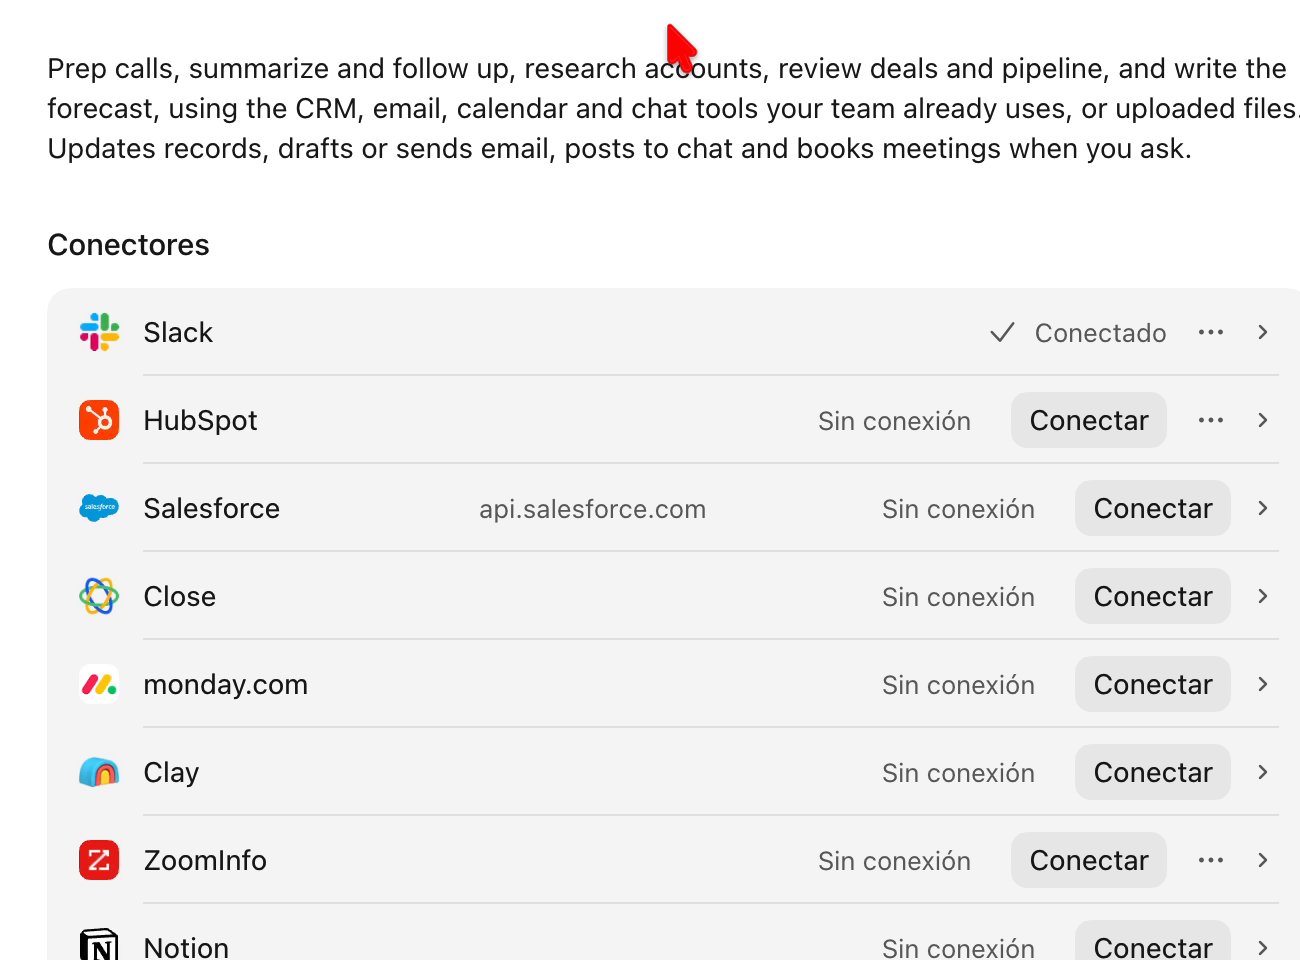 Prep calls, summarize and follow up, research accounts, review deals and pipeline, and write the
forecast, using the CRM, email, calendar and chat tools your team already uses, or uploaded files.
Updates records, drafts or sends email, posts to chat and books meetings when you ask.
Conectores
Slack Conectado
HubSpot Sin conexión Conectar
salesforce Salesforce api.salesforce.com Sin conexión Conectar
Close Sin conexión Conectar
monday.com Sin conexión Conectar
Clay Sin conexión Conectar
ZoomInfo Sin conexión Conectar
Notion Sin conexión Conectar